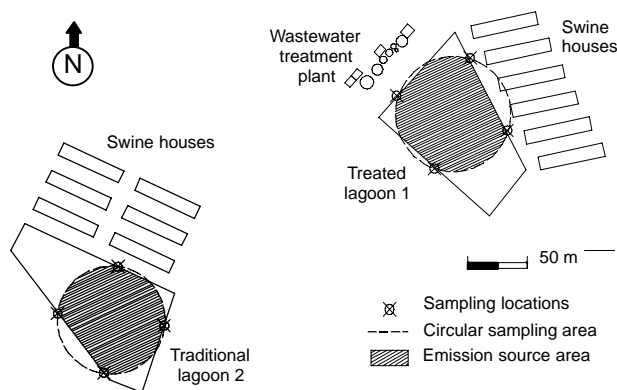 N
Wastewater
treatment
plant
Swine
houses
Swine houses
Treated
lagoon 1
50 m
Sampling locations
Circular sampling area
Emission source area
Traditional
lagoon 2